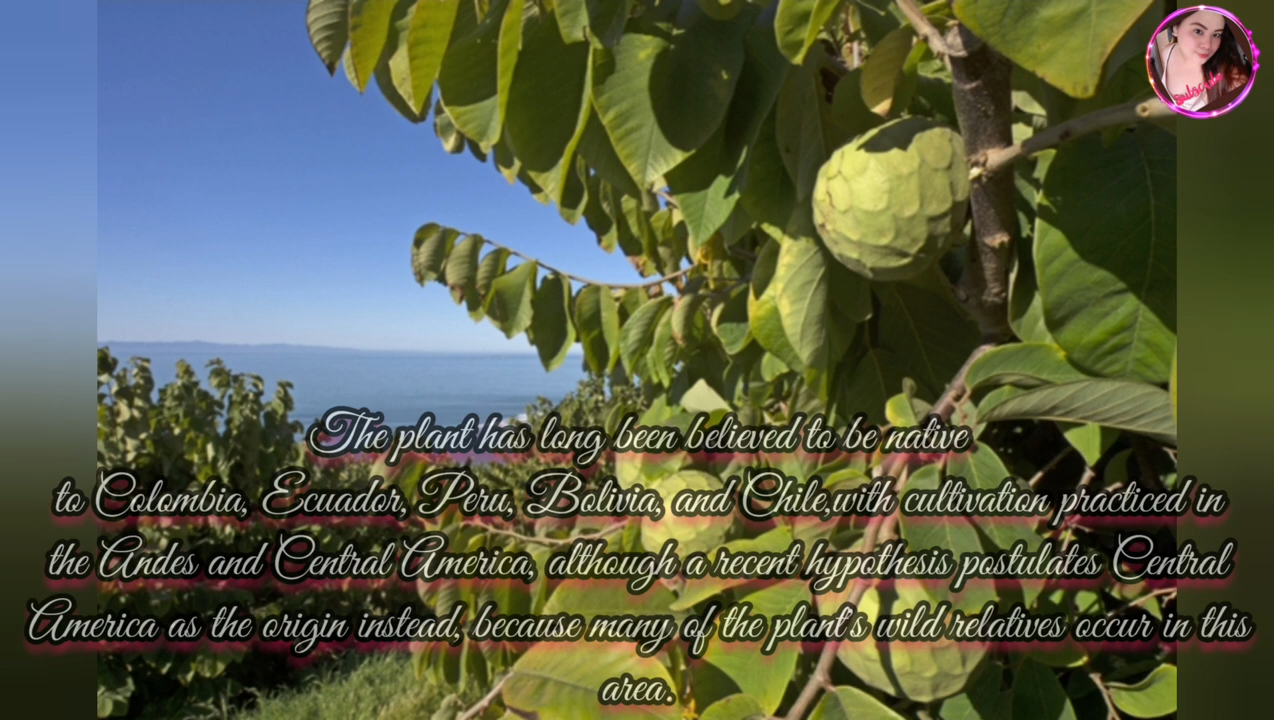 Subscribe
The plant has long been believed to be native
to Colombia, Ecuador, Peru, Bolivia, and Chile,with cultivation practiced in
the Andes and Central America, although a recent hypothesis postulates Central
America as the origin instead, because many of the plant's wild relatives occur in this
area.